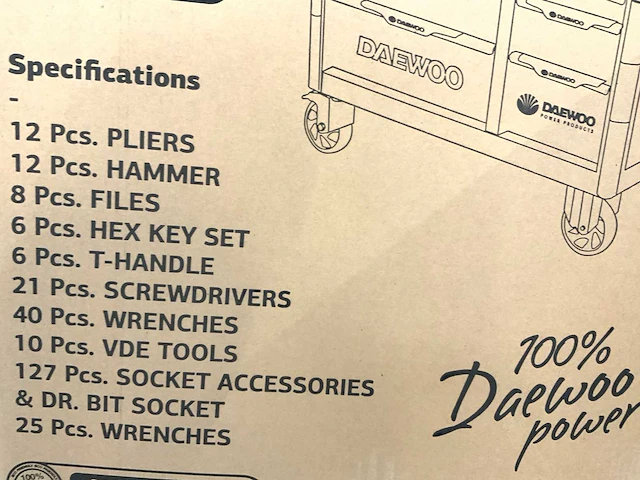 DAEWOO
DAEWOO
DAEWOO
DAEWOO
DAEWOO
POWER PRODUCTS
Specifications
-
12 Pcs. PLIERS
12 Pcs. HAMMER
8 Pcs. FILES
6 Pcs. HEX KEY SET
6 Pcs. T-HANDLE
21 Pcs. SCREWDRIVERS
40 Pcs. WRENCHES
10 Pcs. VDE TOOLS
127 Pcs. SOCKET ACCESSORIES
& DR. BIT SOCKET
25 Pcs. WRENCHES
100%
Daewoo
power
100%